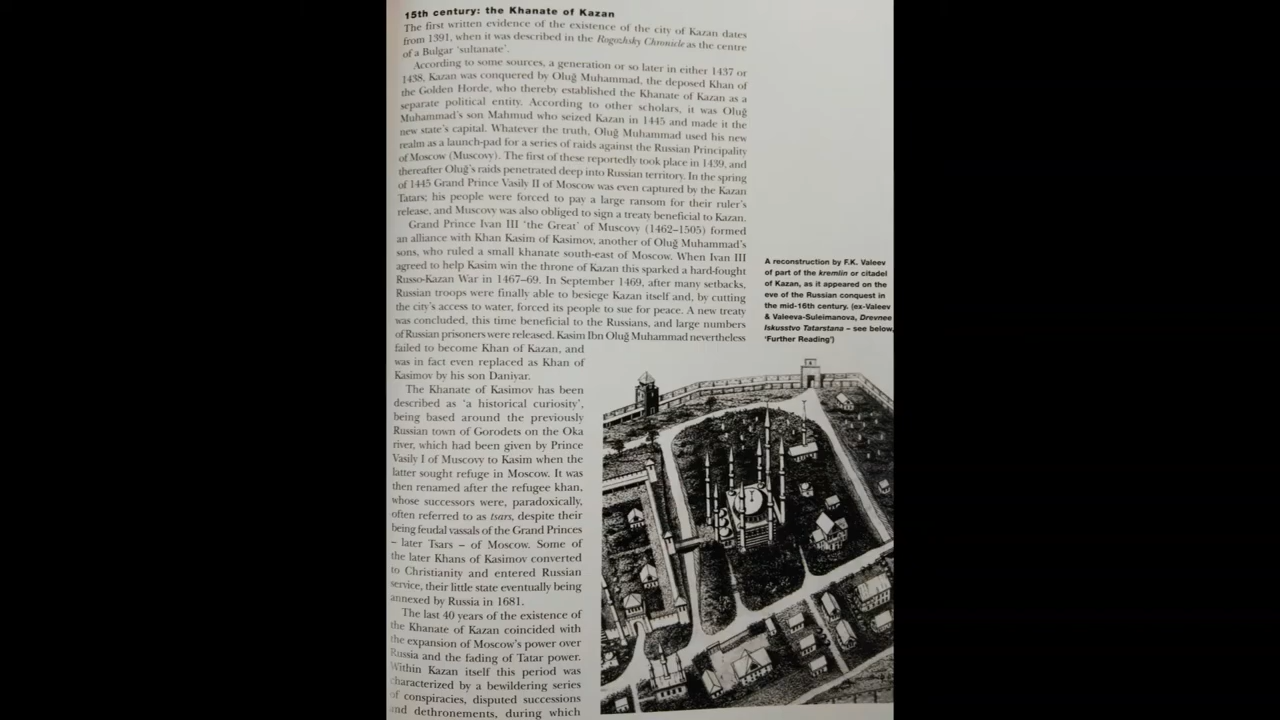 15th century: the Khanate of Kazan
The first written evidence of the existence of the city of Kazan dates
from 1391, when it was described in the Rogozhsky Chronicle as the centre
of a Bulgar ‘sultanate’.
According to some sources, a generation or so later in either 1437 or
1438, Kazan was conquered by Oluğ Muhammad, the deposed Khan of
the Golden Horde, who thereby established the Khanate of Kazan as a
separate political entity. According to other scholars, it was Oluğ
Muhammad’s son Mahmud who seized Kazan in 1445 and made it the
new state’s capital. Whatever the truth, Oluğ Muhammad used his new
realm as a launch-pad for a series of raids against the Russian Principality
of Moscow (Muscovy). The first of these reportedly took place in 1439, and
thereafter Oluğ’s raids penetrated deep into Russian territory. In the spring
of 1445 Grand Prince Vasily II of Moscow was even captured by the Kazan
Tatars; his people were forced to pay a large ransom for their ruler’s
release, and Muscovy was also obliged to sign a treaty beneficial to Kazan.
Grand Prince Ivan III ‘the Great’ of Muscovy (1462–1505) formed
an alliance with Khan Kasim of Kasimov, another of Oluğ Muhammad’s
sons, who ruled a small khanate south-east of Moscow. When Ivan III
agreed to help Kasim win the throne of Kazan this sparked a hard-fought
Russo-Kazan War in 1467–69. In September 1469, after many setbacks,
Russian troops were finally able to besiege Kazan itself and, by cutting
the city’s access to water, forced its people to sue for peace. A new treaty
was concluded, this time beneficial to the Russians, and large numbers
of Russian prisoners were released. Kasim Ibn Oluğ Muhammad nevertheless
failed to become Khan of Kazan, and
was in fact even replaced as Khan of
Kasimov by his son Daniyar.
The Khanate of Kasimov has been
described as ‘a historical curiosity’,
being based around the previously
Russian town of Gorodets on the Oka
river, which had been given by Prince
Vasily I of Muscovy to Kasim when the
latter sought refuge in Moscow. It was
then renamed after the refugee khan,
whose successors were, paradoxically,
often referred to as tsars, despite their
being feudal vassals of the Grand Princes
– later Tsars – of Moscow. Some of
the later Khans of Kasimov converted
to Christianity and entered Russian
service, their little state eventually being
annexed by Russia in 1681.
The last 40 years of the existence of
the Khanate of Kazan coincided with
the expansion of Moscow’s power over
Russia and the fading of Tatar power.
Within Kazan itself this period was
characterized by a bewildering series
of conspiracies, disputed successions
and dethronements, during which
A reconstruction by F.K. Valeev
of part of the kremlin or citadel
of Kazan, as it appeared on the
eve of the Russian conquest in
the mid-16th century. (ex-Valeev
& Valeeva-Suleimanova, Drevnee
Iskusstvo Tatarstana – see below,
‘Further Reading’)